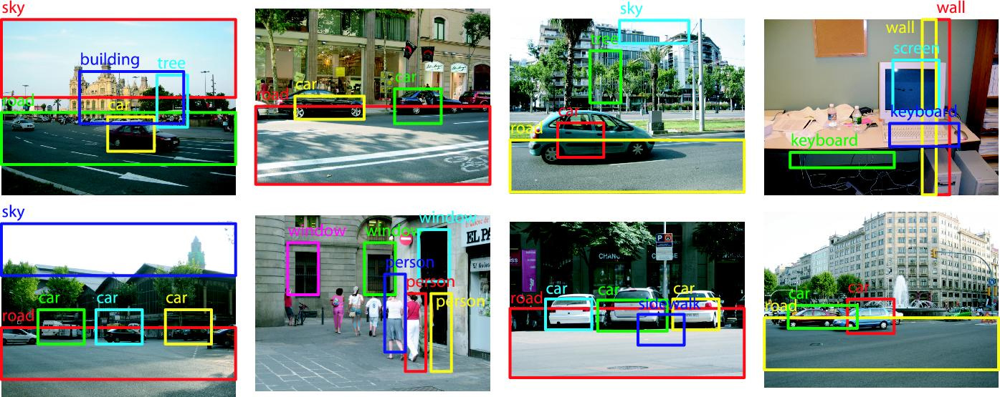 sky
building
tree
road
car
car
car
road
sky
tree
car
road
wall
wall
screen
keyboard
keyboard
sky
car
car
car
road
window
window
window
EL PA
person
person
person
P
CHANC
road
car
car
car
sidewalk
car
car
road